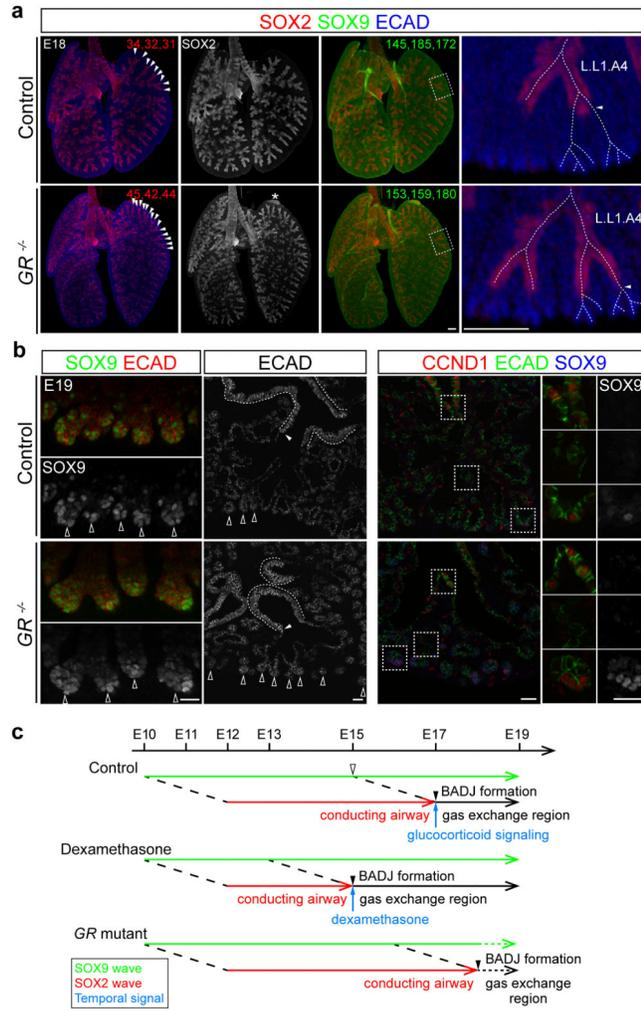 a
SOX2 SOX9 ECAD
Control
E18
34,32,31
SOX2
145,185,172
L.L1.A4
GR -/-
45,42,44
*
153,159,180
L.L1.A4
b
SOX9 ECAD
ECAD
CCND1 ECAD SOX9
Control
E19
SOX9
SOX9
GR -/-
c
E10 E11 E12 E13 E15 E17 E19
Control
BADJ formation
conducting airway
gas exchange region
glucocorticoid signaling
Dexamethasone
BADJ formation
conducting airway
gas exchange region
dexamethasone
GR mutant
BADJ formation
conducting airway
gas exchange
region
SOX9 wave
SOX2 wave
Temporal signal